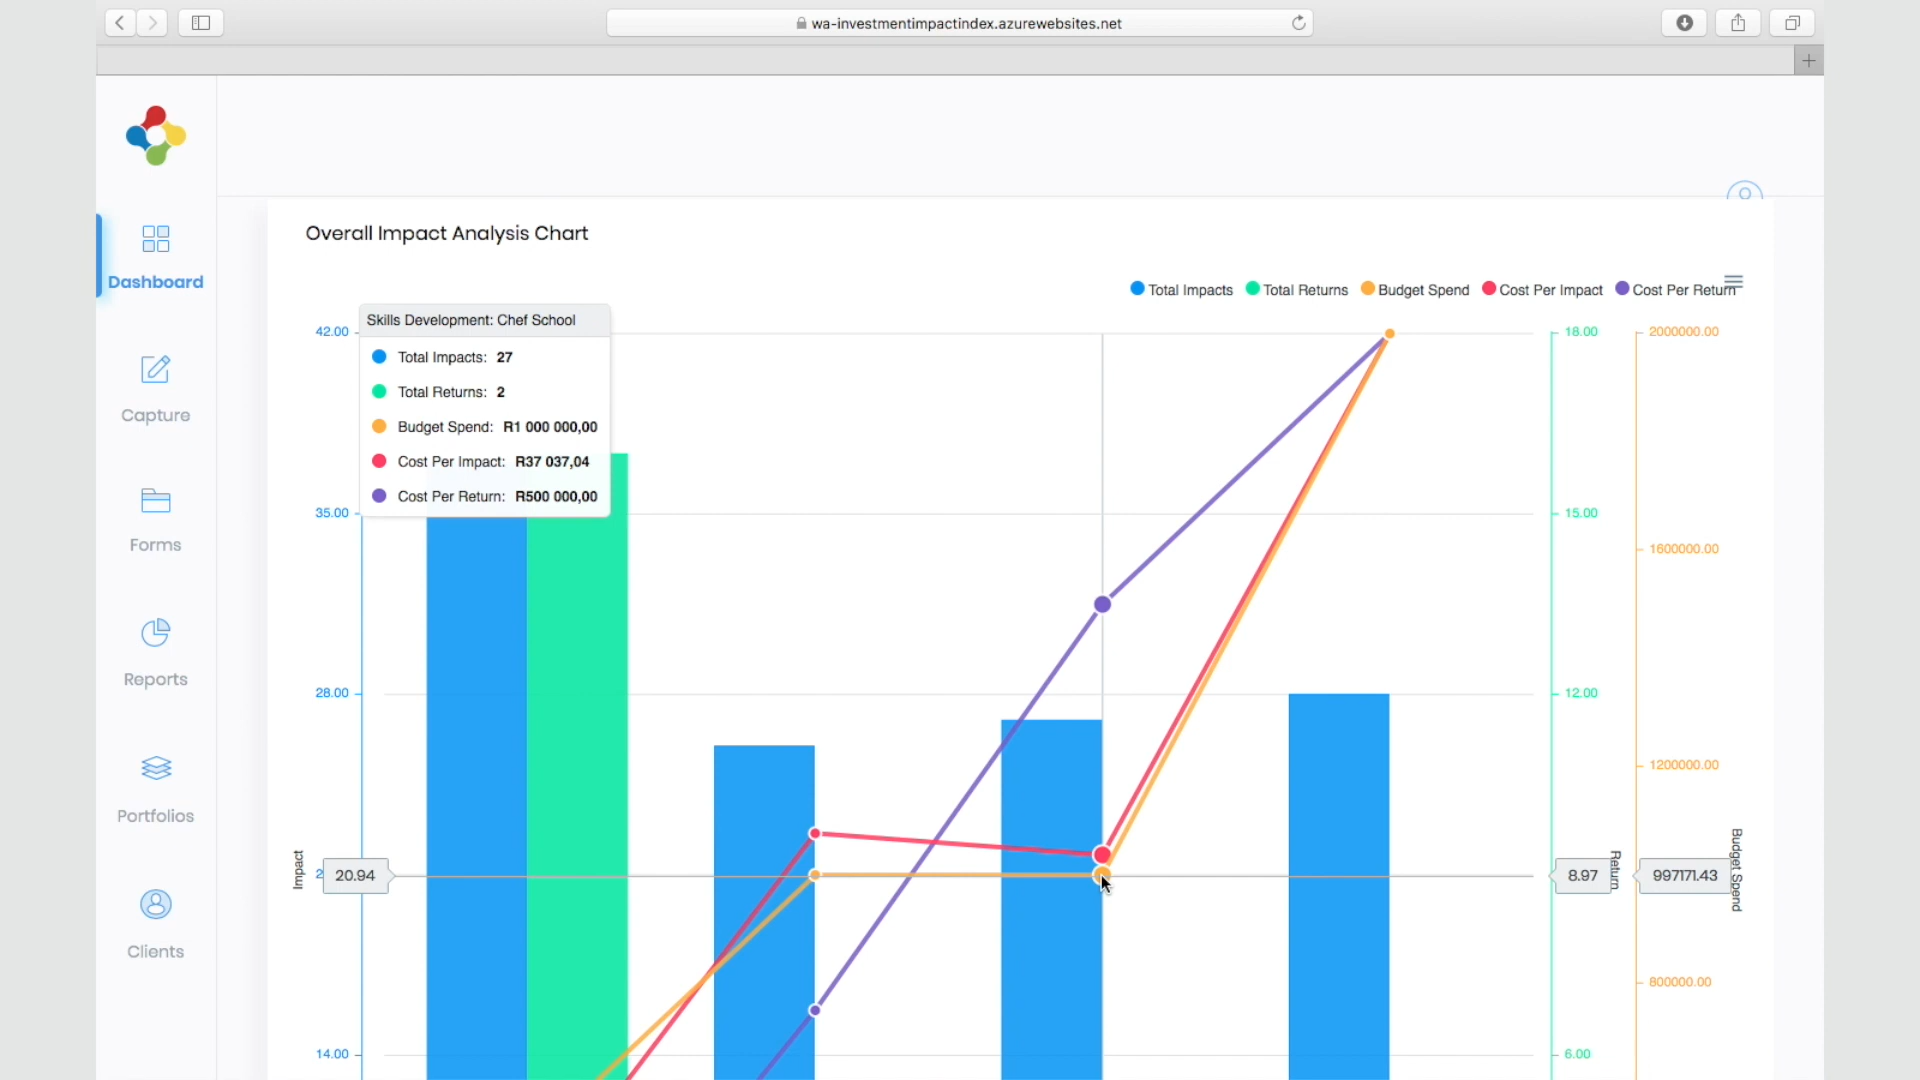 wa-investmentimpactindex.azurewebsites.net
Overall Impact Analysis Chart
Dashboard
Total Impacts Total Returns Budget Spend Cost Per Impact Cost Per Return
42.00
Skills Development: Chef School
18.00
2000000.00
Total Impacts: 27
Total Returns: 2
Capture
Budget Spend: R1 000 000,00
Cost Per Impact: R37 037,04
Cost Per Return: R500 000,00
35.00
15.00
Forms
1600000.00
Reports
28.00
12.00
1200000.00
Portfolios
Impact
20.94
8.97
Return
997171.43
Budget Spend
Clients
800000.00
14.00
6.00